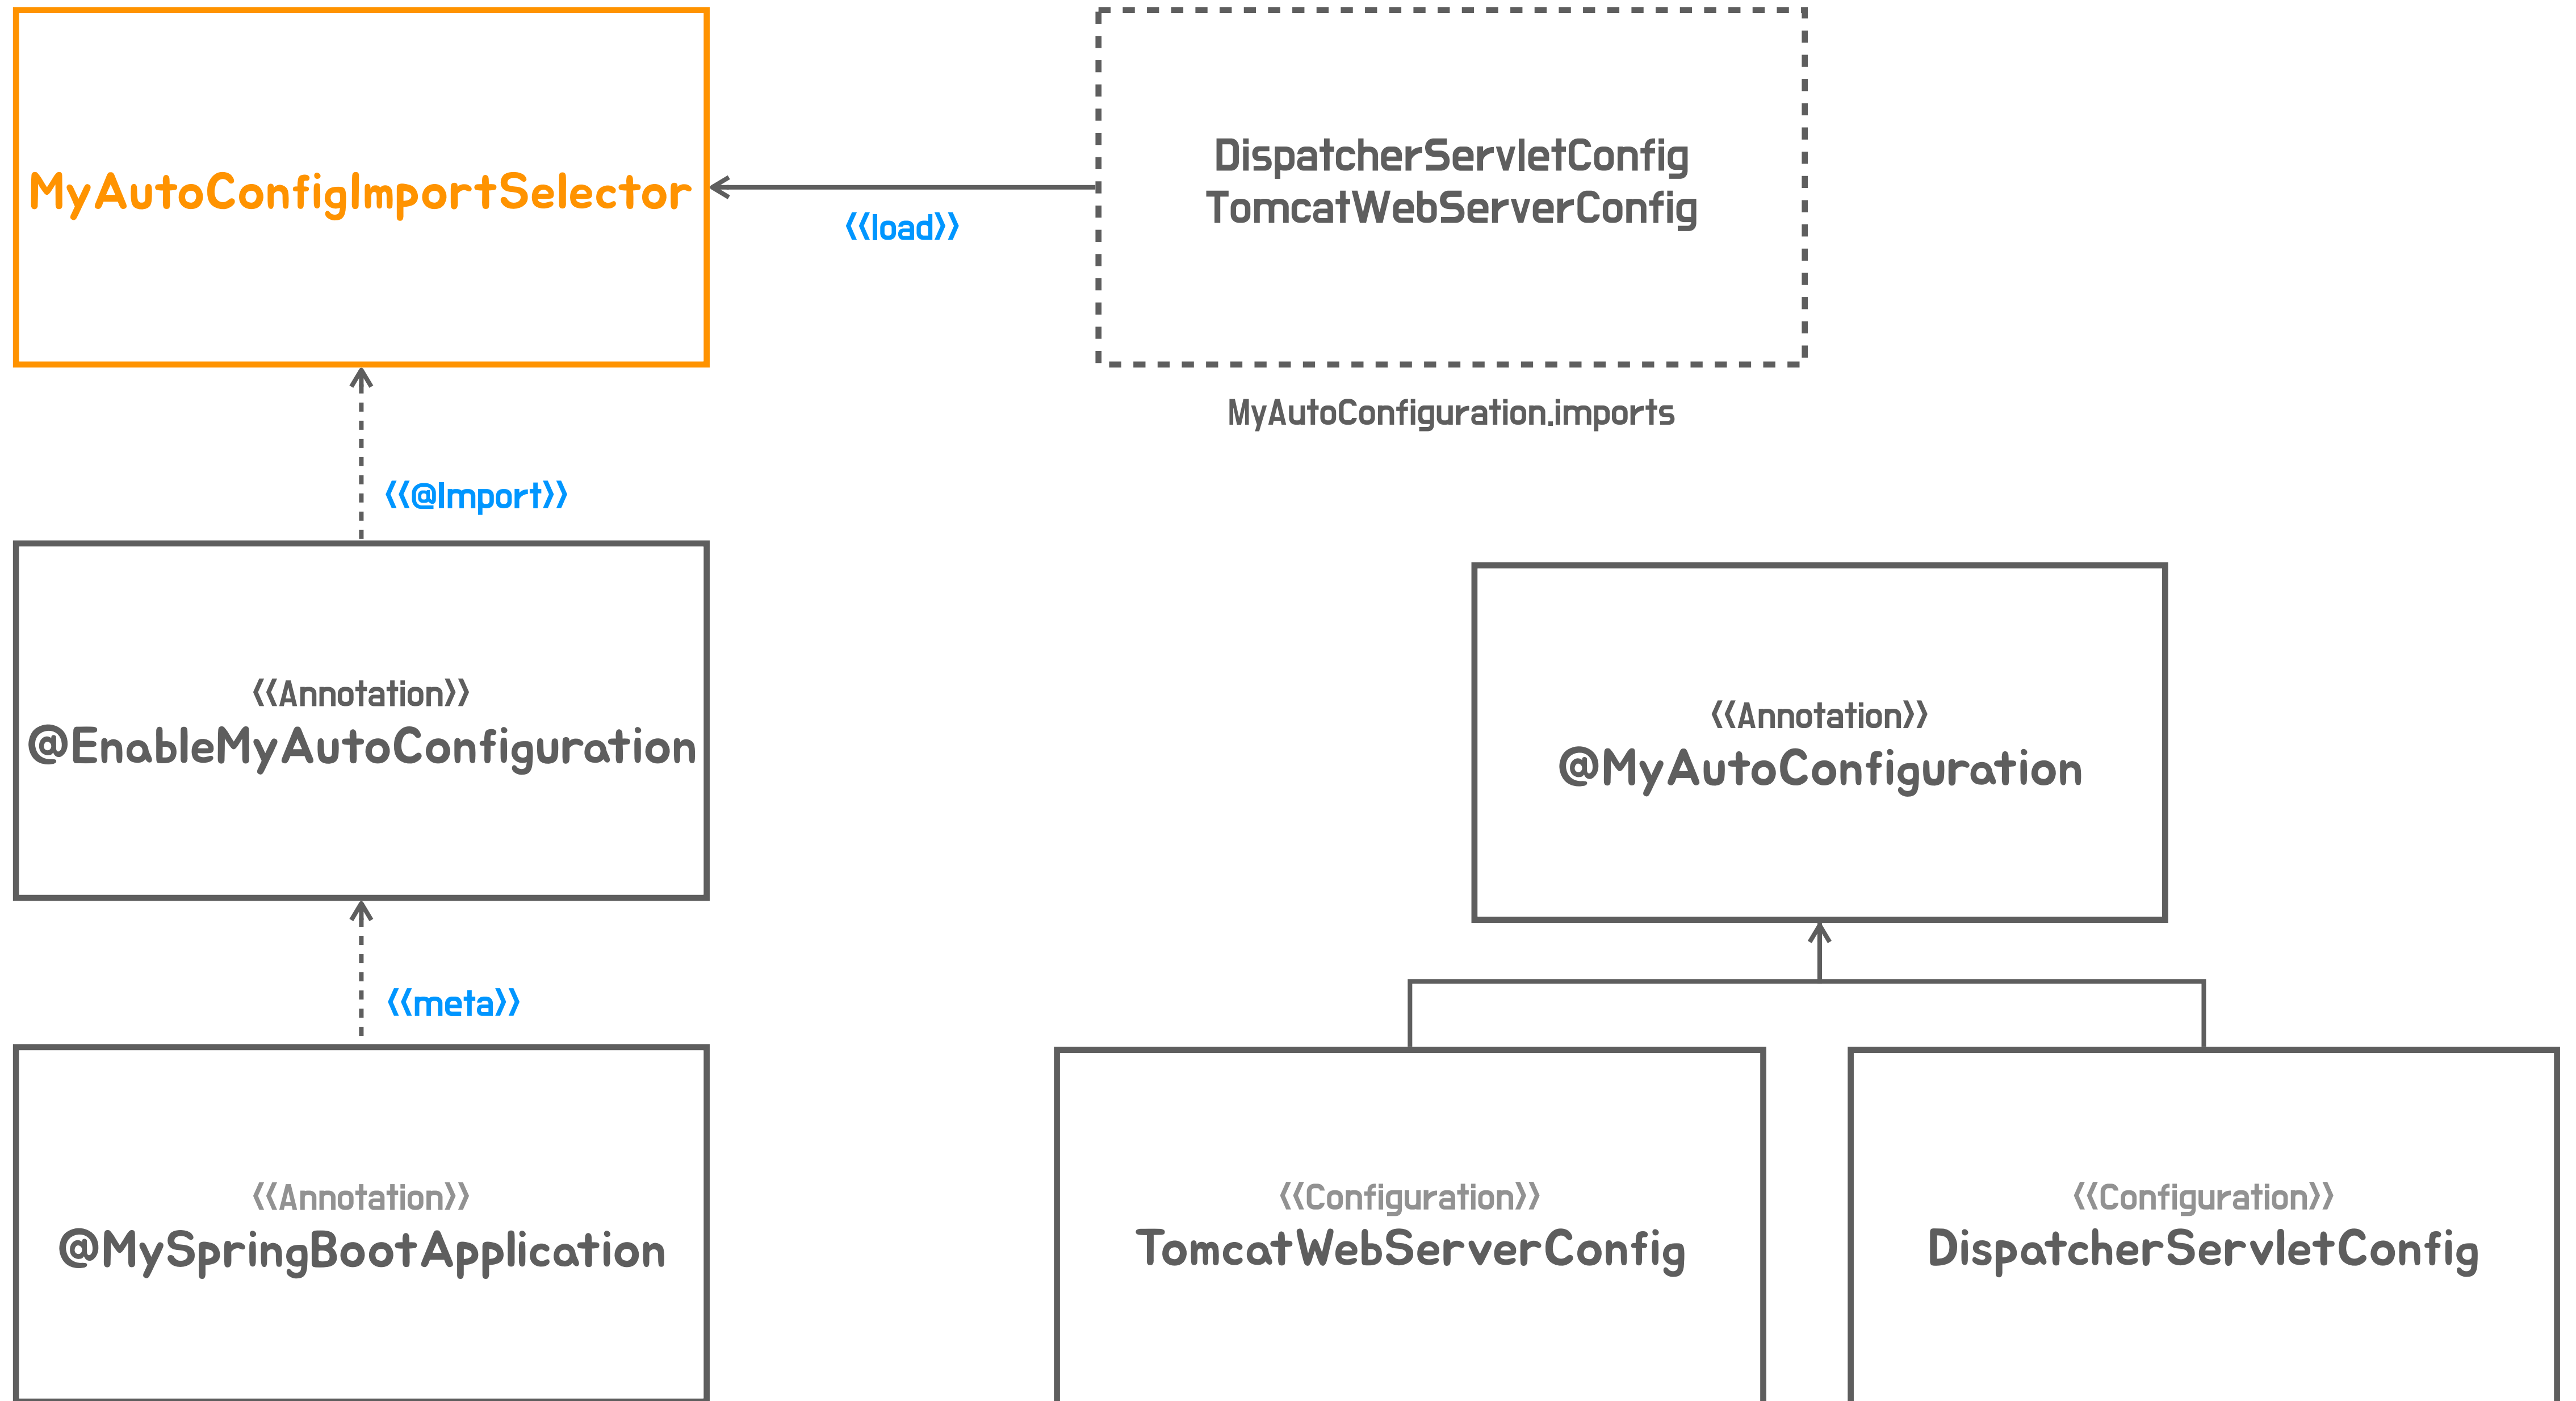 MyAutoConfigImportSelector
DispatcherServletConfig
TomcatWebServerConfig
<<load>>
MyAutoConfiguration.imports
<<@Import>>
<<Annotation>>
@EnableMyAutoConfiguration
<<Annotation>>
@MyAutoConfiguration
<<meta>>
<<Annotation>>
@MySpringBootApplication
<<Configuration>>
TomcatWebServerConfig
<<Configuration>>
DispatcherServletConfig